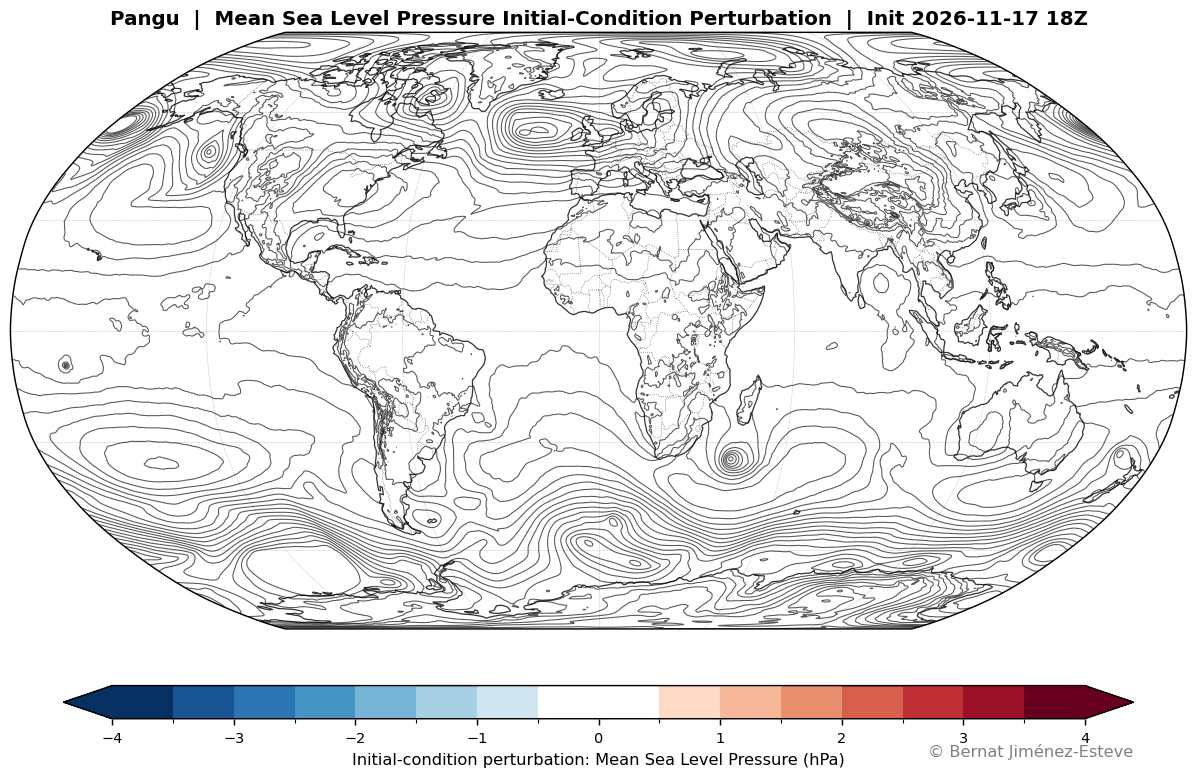 Pangu | Mean Sea Level Pressure Initial-Condition Perturbation | Init 2026-11-17 18Z
−4 −3 −2 −1 0 1 2 3 4
© Bernat Jiménez-Esteve
Initial-condition perturbation: Mean Sea Level Pressure (hPa)